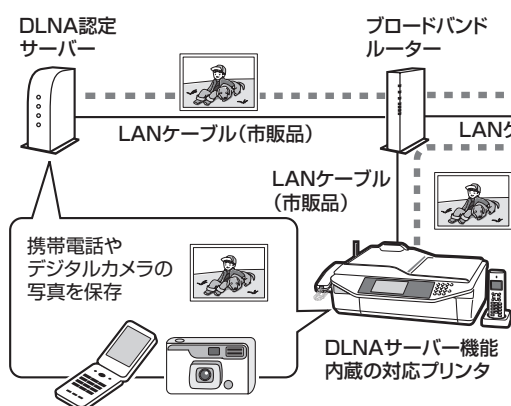 DLNA認定
サーバー
ブロードバンド
ルーター
LANケーブル(市販品)
LANケ
LANケーブル
(市販品)
携帯電話や
デジタルカメラの
写真を保存
DLNAサーバー機能
内蔵の対応プリンタ